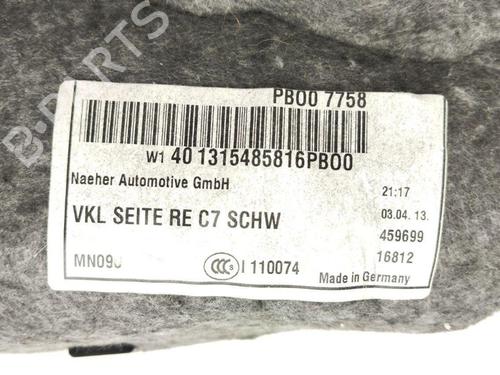 PB00 7758
W1 40 1315485816PB00
Naeher Automotive GmbH
21:17
VKL SEITE RE C7 SCHW
03.04. 13.
459699
16812
CCC S I 110074
Made in Germany
B-PARTS